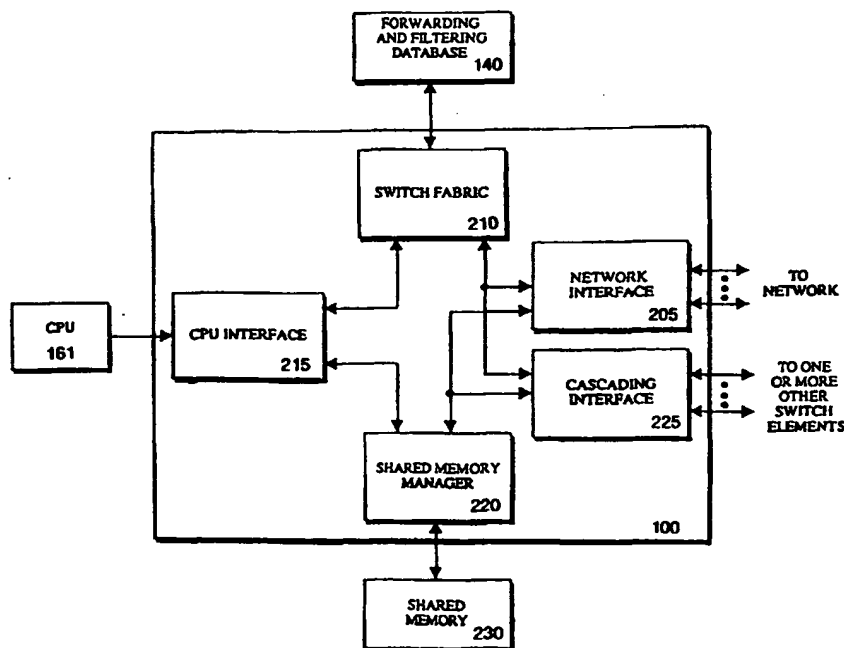 FORWARDING
AND FILTERING
DATABASE
140
SWITCH FABRIC
210
NETWORK
INTERFACE
205
TO
NETWORK
CPU
161
CPU INTERFACE
215
CASCADING
INTERFACE
225
TO ONE
OR MORE
OTHER
SWITCH
ELEMENTS
SHARED MEMORY
MANAGER
220
100
SHARED
MEMORY
230